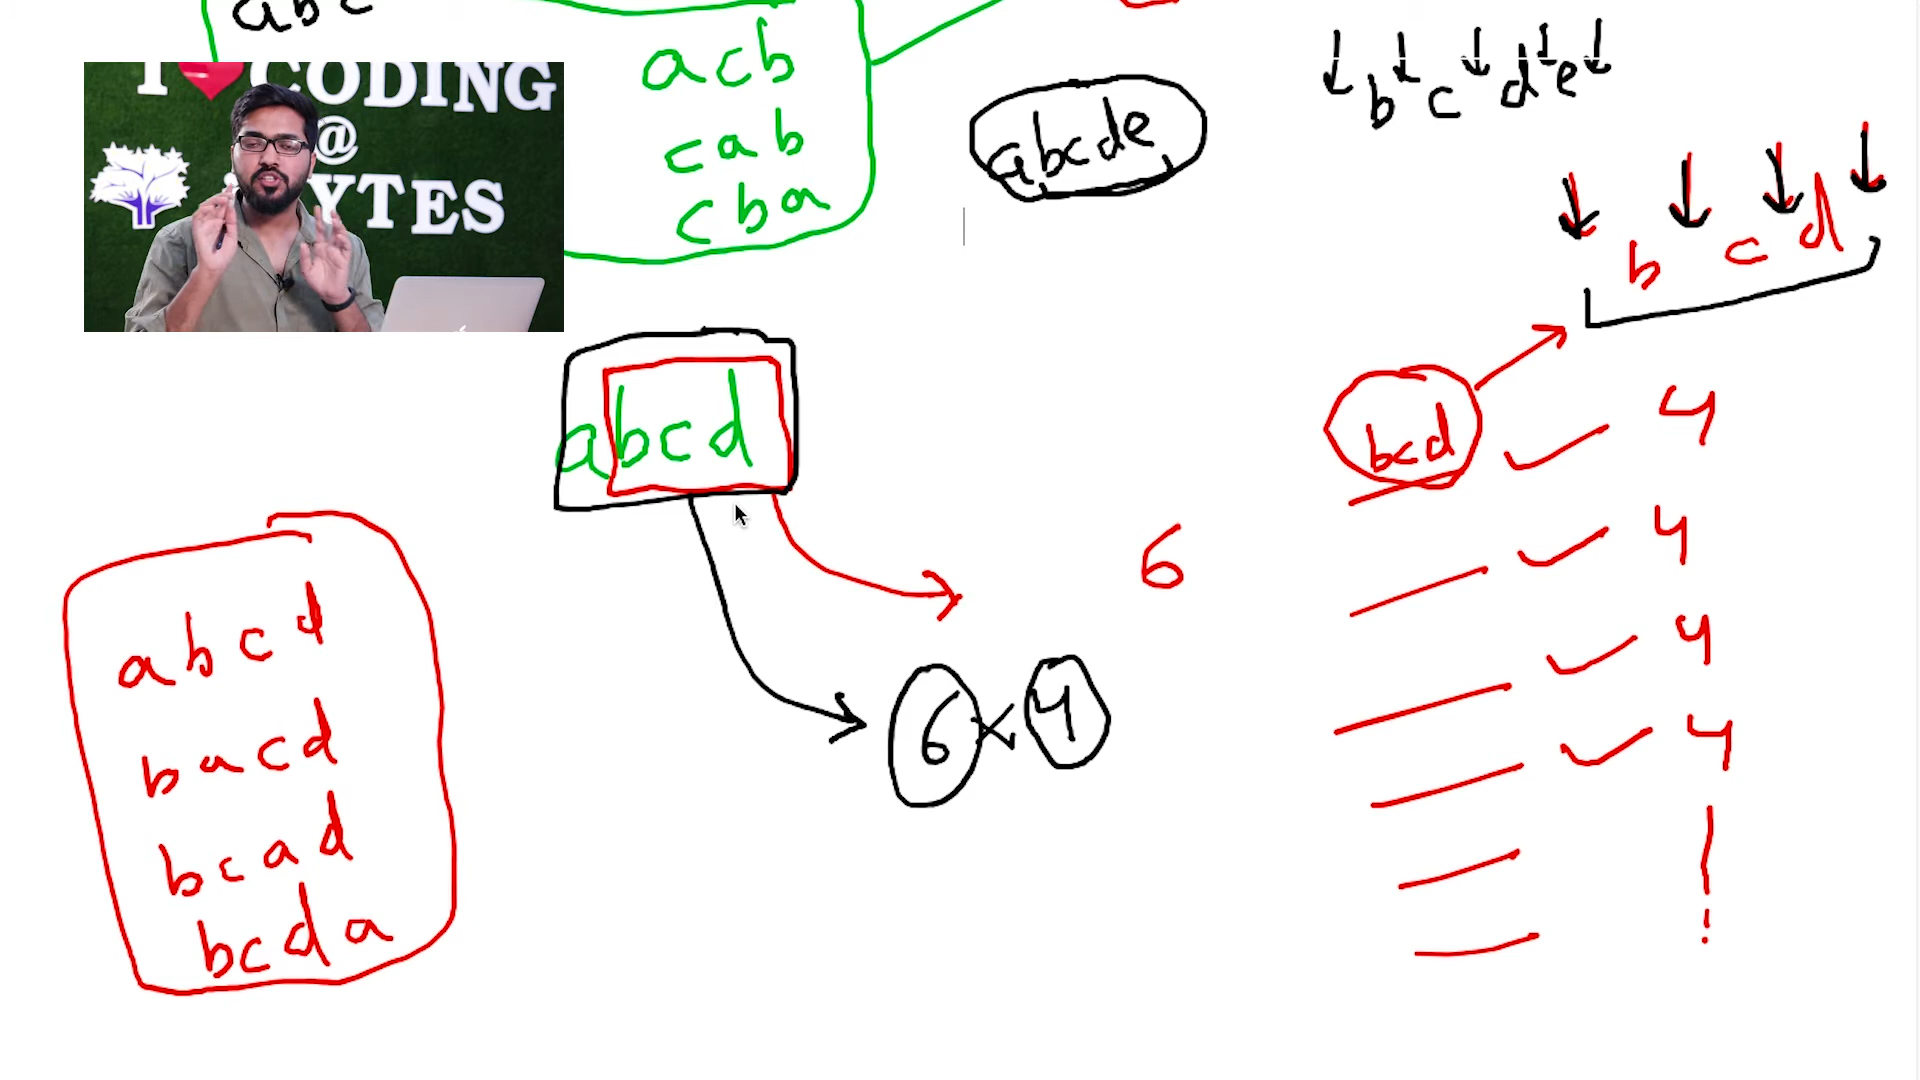 abc
acb
cab
cba
I CODING
@
YTES
abcde
b c d e
b c d
abcd
bcd
4
4
4
4
6
6 x 4
abcd
bacd
bcad
bcda